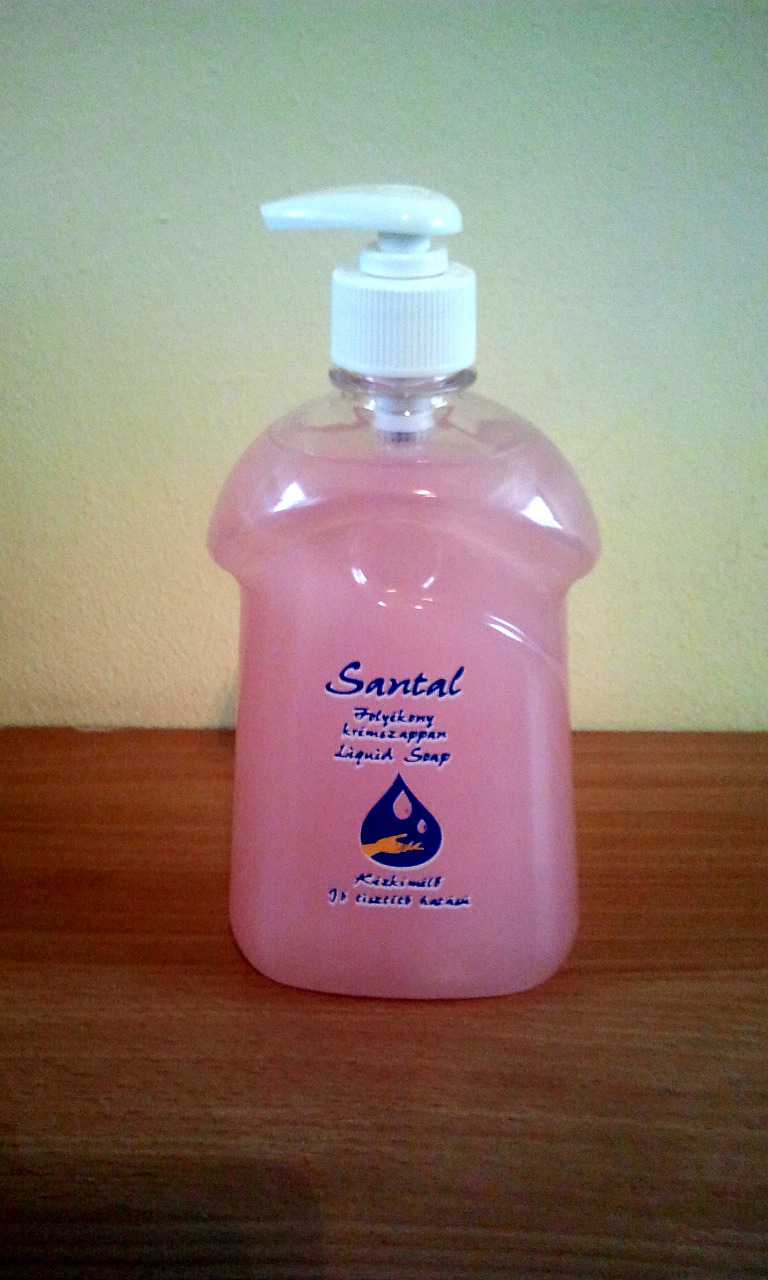 Santal
Folyékony
krémszappan
Liquid Soap
Kézkímélő
Jó tisztító hatású